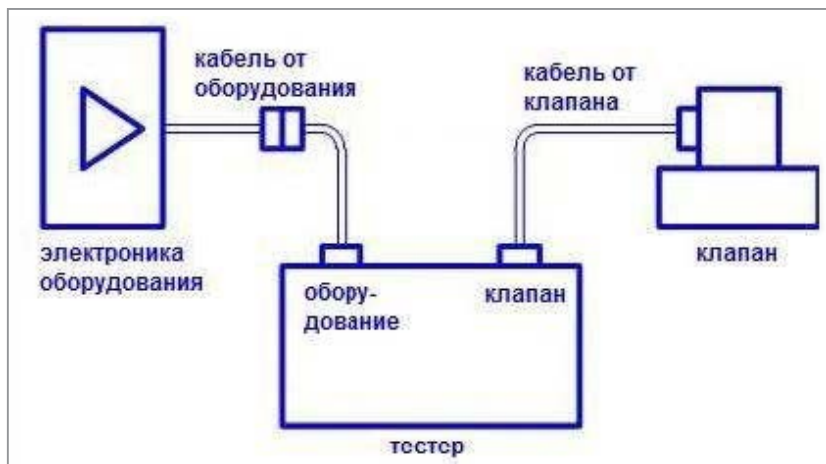 кабель от
оборудования
кабель от
клапана
электроника
оборудования
клапан
обору-
дование
клапан
тестер